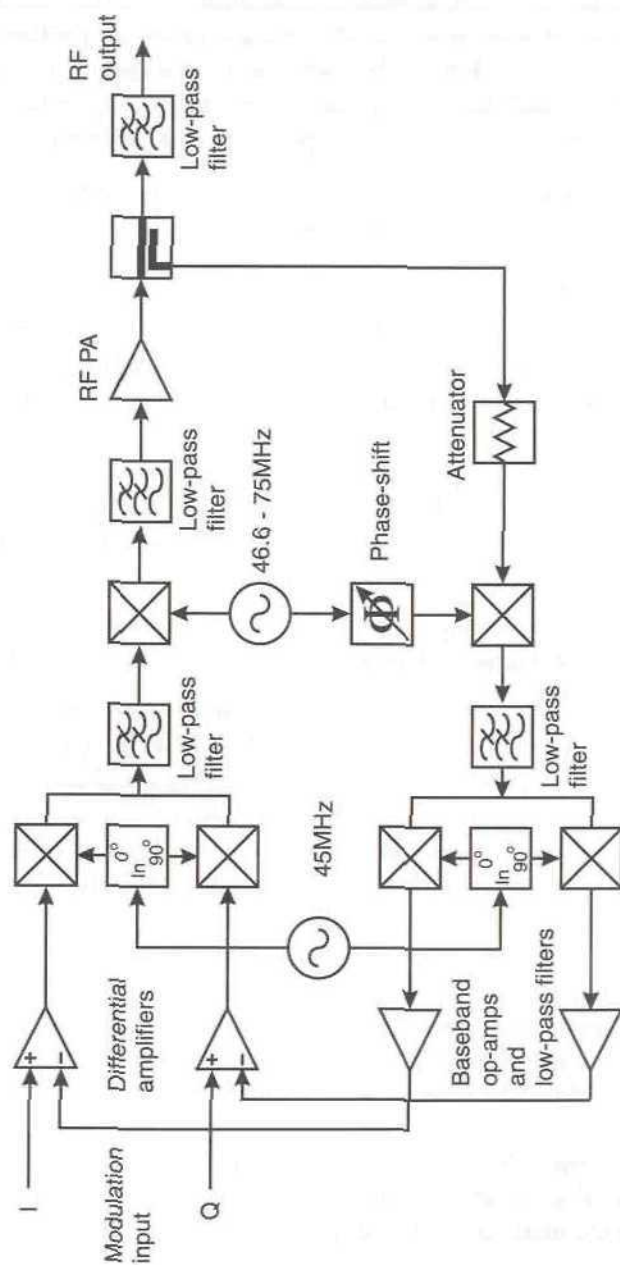 I
Modulation
input
Q
+
−
Differential
amplifiers
+
−
0°
In
90°
45MHz
Baseband
op-amps
and
low-pass filters
0°
In
90°
Low-pass
filter
Low-pass
filter
46.6 - 75MHz
Phase-shift
Φ
Low-pass
filter
RF PA
Attenuator
Low-pass
filter
RF
output